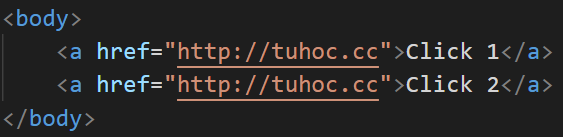 <body>
    <a href="http://tuhoc.cc">Click 1</a>
    <a href="http://tuhoc.cc">Click 2</a>
</body>